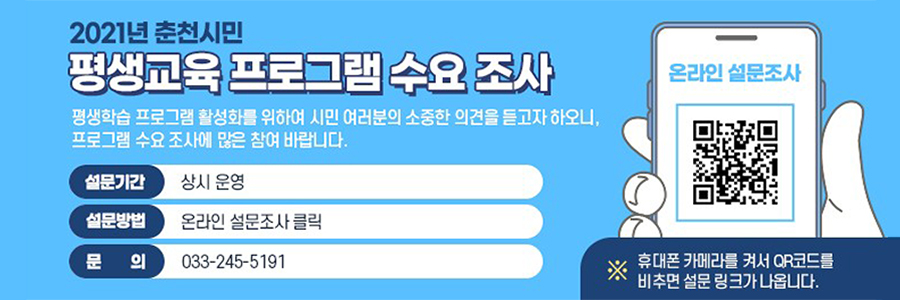 2021년 춘천시민
평생교육 프로그램 수요 조사
평생학습 프로그램 활성화를 위하여 시민 여러분의 소중한 의견을 듣고자 하오니,
프로그램 수요 조사에 많은 참여 바랍니다.
설문기간 상시 운영
설문방법 온라인 설문조사 클릭
문 의 033-245-5191
온라인 설문조사
※ 휴대폰 카메라를 켜서 QR코드를
비추면 설문 링크가 나옵니다.